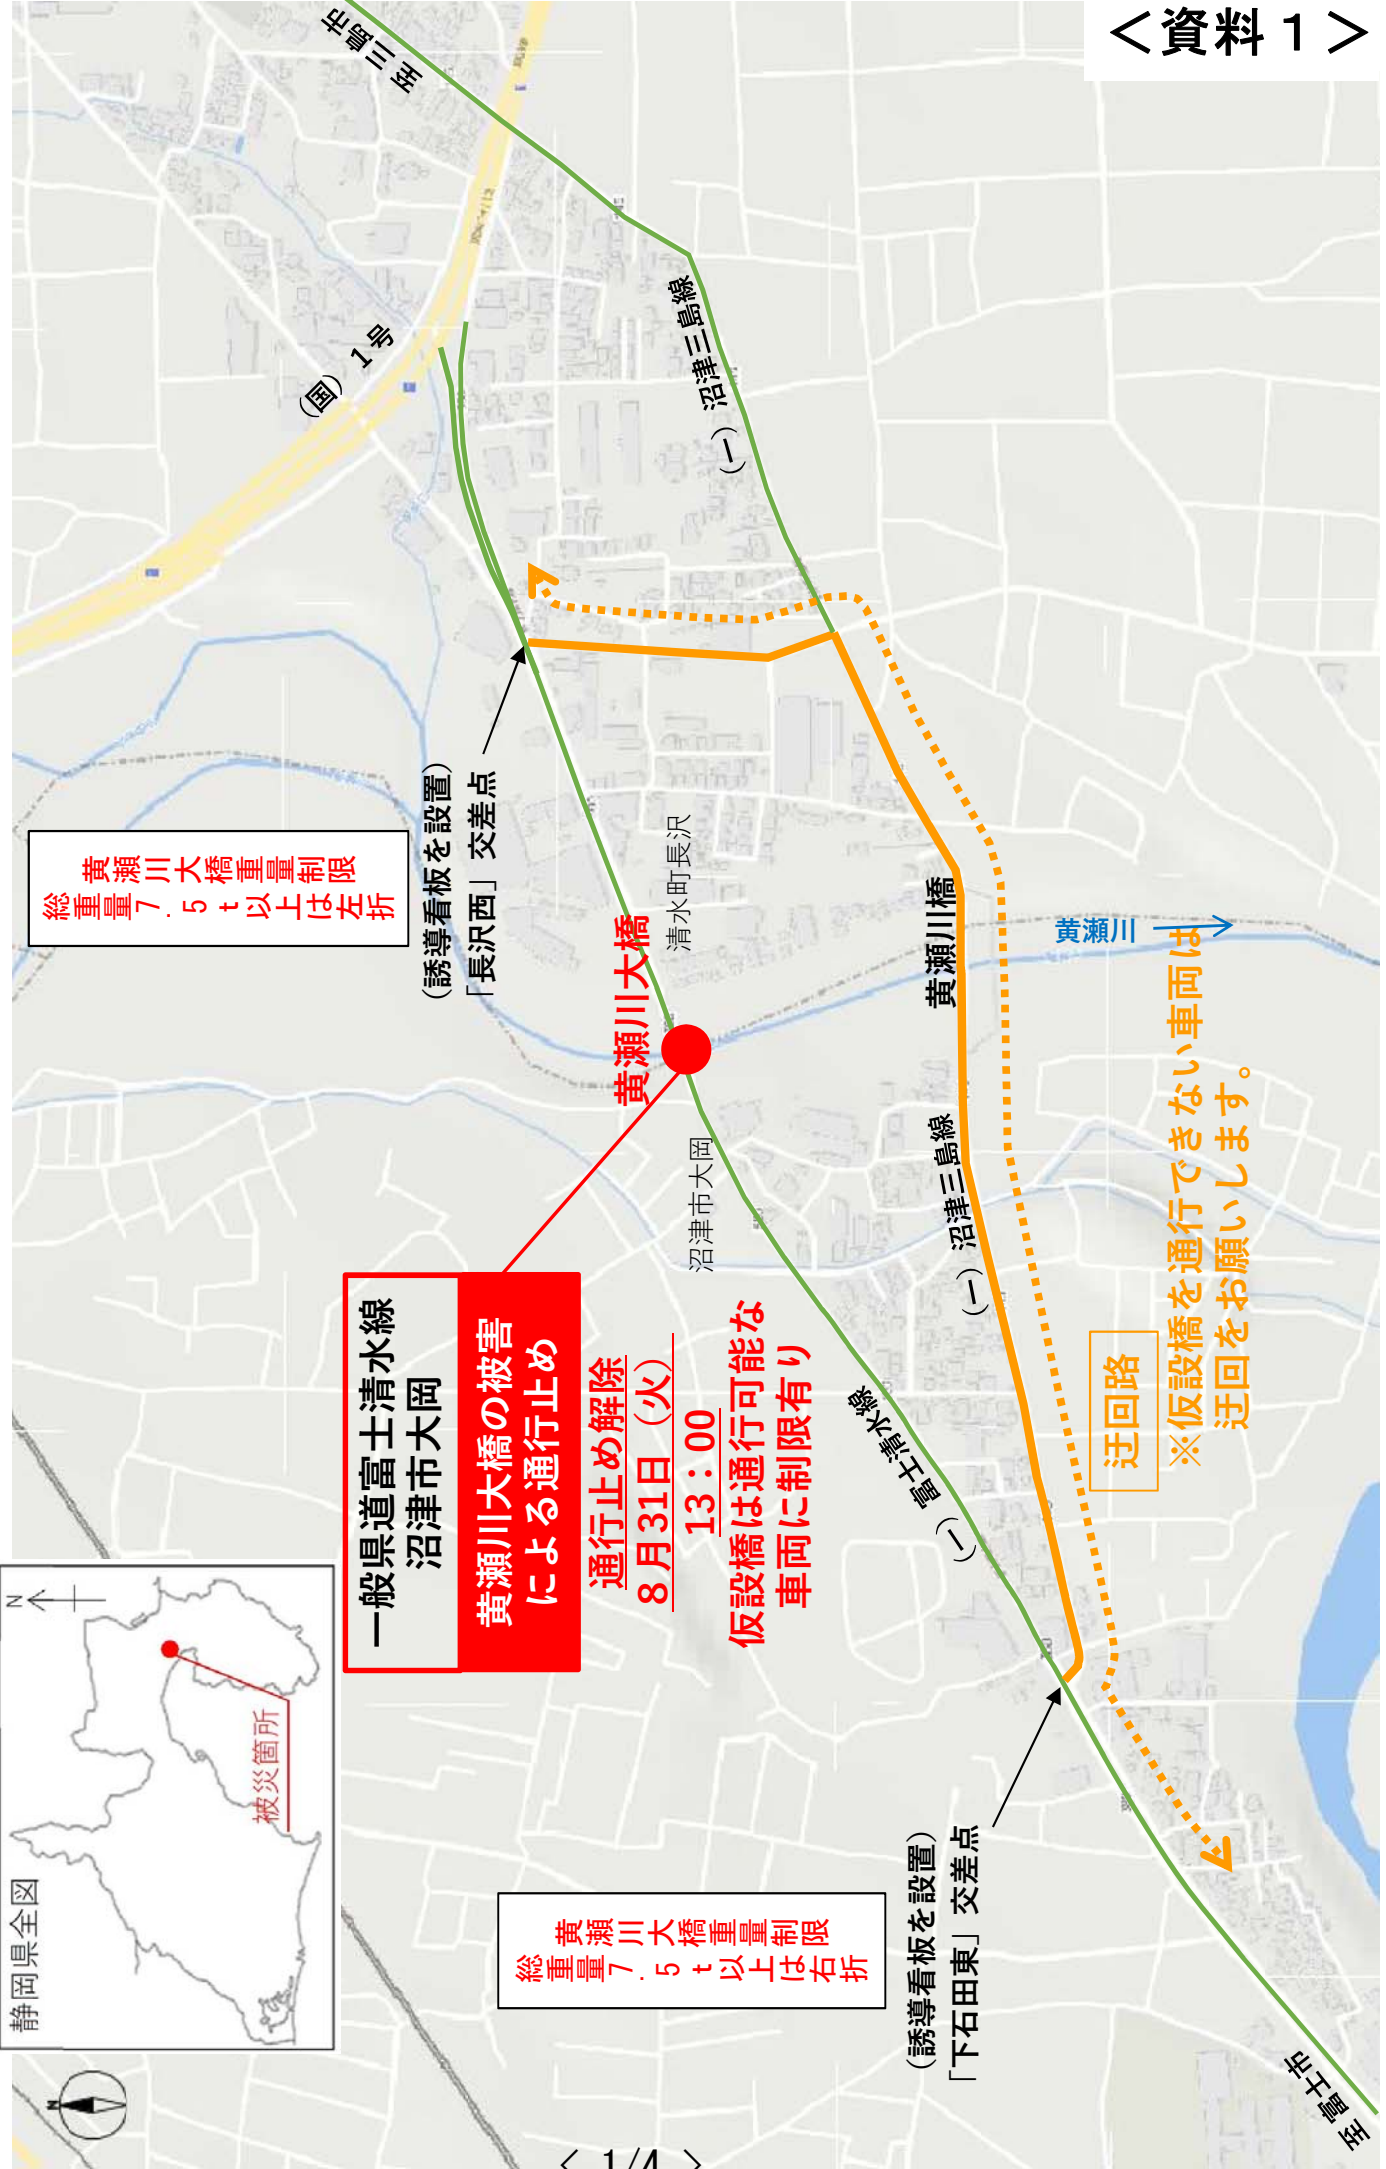 <資料１>
静岡県全図
N
被災箇所
N
一般県道富士清水線
沼津市大岡
黄瀬川大橋の被害
による通行止め
通行止め解除
８月31日（火）
13：00
仮設橋は通行可能な
車両に制限有り
黄瀬川大橋重量制限
総重量７.５ｔ以上は左折
（誘導看板を設置）
「長沢西」交差点
（国）１号
至三島市
（一）沼津三島線
黄瀬川大橋
清水町長沢
沼津市大岡
黄瀬川橋
黄瀬川
（一）沼津三島線
（一）富士清水線
迂回路
※仮設橋を通行できない車両は
迂回をお願いします。
黄瀬川大橋重量制限
総重量７.５ｔ以上は右折
（誘導看板を設置）
「下石田東」交差点
至富士市
< 1/4 >